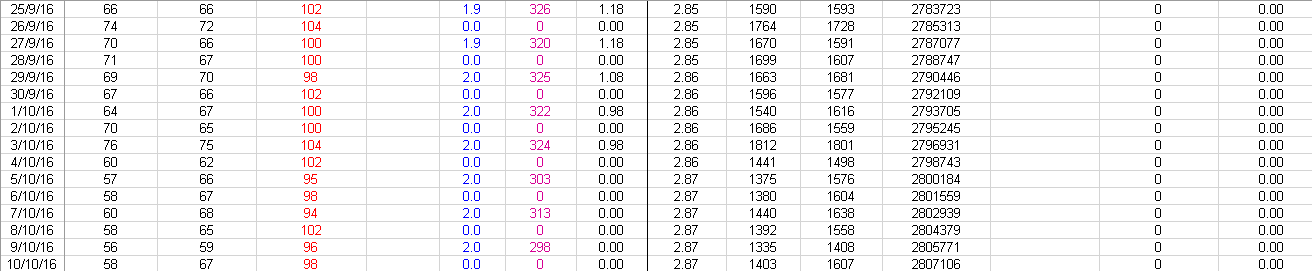 25/9/16 66 66 102 1.9 326 1.18 2.85 1590 1593 2783723 0 0.00
26/9/16 74 72 104 0.0 0 0.00 2.85 1764 1728 2785313 0 0.00
27/9/16 70 66 100 1.9 320 1.18 2.85 1670 1591 2787077 0 0.00
28/9/16 71 67 100 0.0 0 0.00 2.85 1699 1607 2788747 0 0.00
29/9/16 69 70 98 2.0 325 1.08 2.86 1663 1681 2790446 0 0.00
30/9/16 67 66 102 0.0 0 0.00 2.86 1596 1577 2792109 0 0.00
1/10/16 64 67 100 2.0 322 0.98 2.86 1540 1616 2793705 0 0.00
2/10/16 70 65 100 0.0 0 0.00 2.86 1686 1559 2795245 0 0.00
3/10/16 76 75 104 2.0 324 0.98 2.86 1812 1801 2796931 0 0.00
4/10/16 60 62 102 0.0 0 0.00 2.86 1441 1498 2798743 0 0.00
5/10/16 57 66 95 2.0 303 0.00 2.87 1375 1576 2800184 0 0.00
6/10/16 58 67 98 0.0 0 0.00 2.87 1380 1604 2801559 0 0.00
7/10/16 60 68 94 2.0 313 0.00 2.87 1440 1638 2802939 0 0.00
8/10/16 58 65 102 0.0 0 0.00 2.87 1392 1558 2804379 0 0.00
9/10/16 56 59 96 2.0 298 0.00 2.87 1335 1408 2805771 0 0.00
10/10/16 58 67 98 0.0 0 0.00 2.87 1403 1607 2807106 0 0.00